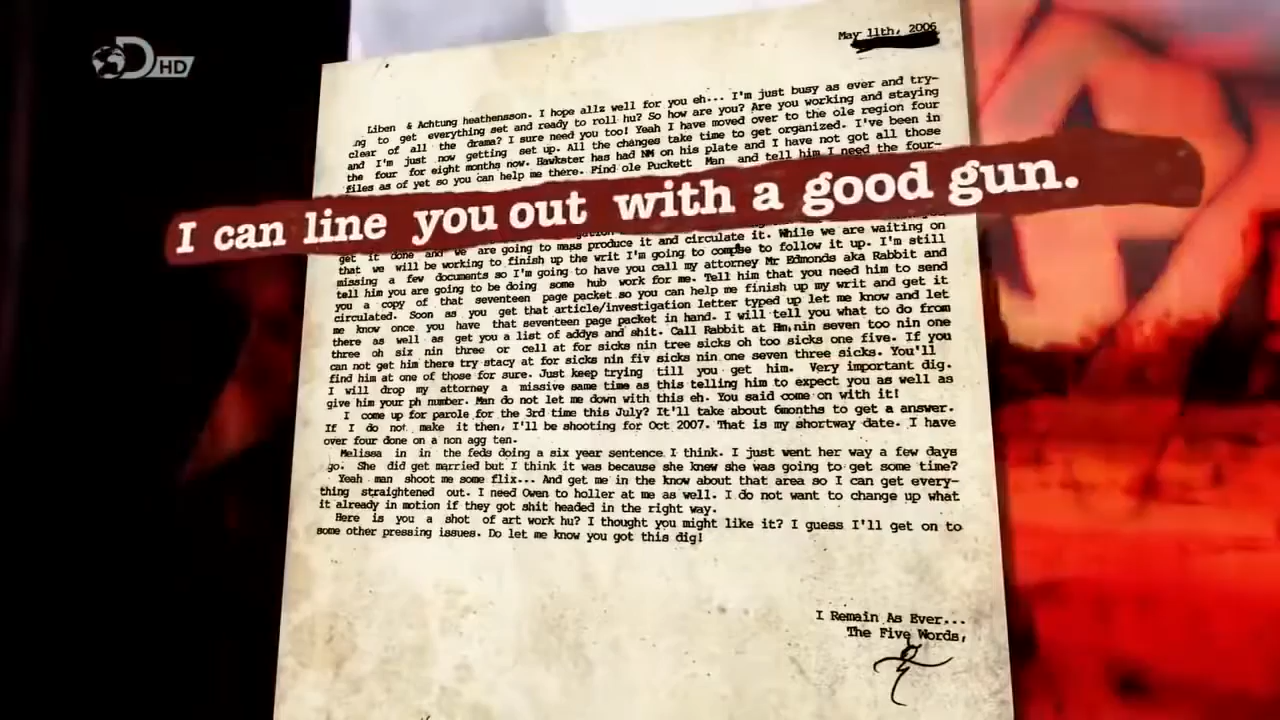 HD
May 11th, 2006
Liben & Achtung heathensson. I hope allz well for you eh... I'm just busy as ever and try-
ng to get everything set and ready to roll hu? So how are you? Are you working and staying
clear of all the drama? I sure need you too! Yeah I have moved over to the ole region four
and I'm just now getting set up. All the changes take time to get organized. I've been in
the four for eight months now. Hawkster has had NM on his plate and I have not got all those
files as of yet so you can help me there. Find ole Puckett Man and tell him I need the four-
I can line you out with a good gun.
get it done and we are going to mass produce it and circulate it. While we are waiting on
that we will be working to finish up the writ I'm going to compise to follow it up. I'm still
missing a few documents so I'm going to have you call my attorney Mr Edmonds aka Rabbit and
tell him you are going to be doing some hub work for me. Tell him that you need him to send
you a copy of that seventeen page packet so you can help me finish up my writ and get it
circulated. Soon as you get that article/investigation letter typed up let me know and let
me know once you have that seventeen page packet in hand. I will tell you what to do from
there as well as get you a list of addys and shit. Call Rabbit at Hm,nin seven too nin one
three oh six nin three or cell at for sicks nin tree sicks oh too sicks one five. If you
can not get him there try stacy at for sicks nin fiv sicks nin one seven three sicks. You'll
find him at one of those for sure. Just keep trying till you get him. Very important dig.
I will drop my attorney a missive same time as this telling him to expect you as well as
give him your ph number. Man do not let me down with this eh. You said come on with it!
I come up for parole for the 3rd time this July? It'll take about 6months to get a answer.
If I do not make it then, I'll be shooting for Oct 2007. That is my shortway date. I have
over four done on a non agg ten.
Melissa in in the feds doing a six year sentence I think. I just went her way a few days
go. She did get married but I think it was because she knew she was going to get some time?
Yeah man shoot me some flix... And get me in the know about that area so I can get every-
thing straightened out. I need Owen to holler at me as well. I do not want to change up what
it already in motion if they got shit headed in the right way.
Here is you a shot of art work hu? I thought you might like it? I guess I'll get on to
some other pressing issues. Do let me know you got this dig!
I Remain As Ever...
The Five Words,